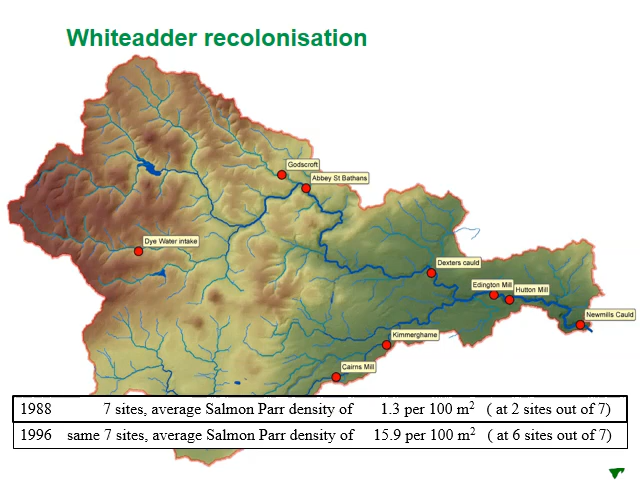 Whiteadder recolonisation
Godscroft
Abbey St Bathans
Dye Water intake
Dexters cauld
Edington Mill
Hutton Mill
Newmills Cauld
Kimmerghame
Cairns Mill
1988 7 sites, average Salmon Parr density of 1.3 per 100 m² ( at 2 sites out of 7)
1996 same 7 sites, average Salmon Parr density of 15.9 per 100 m² ( at 6 sites out of 7)